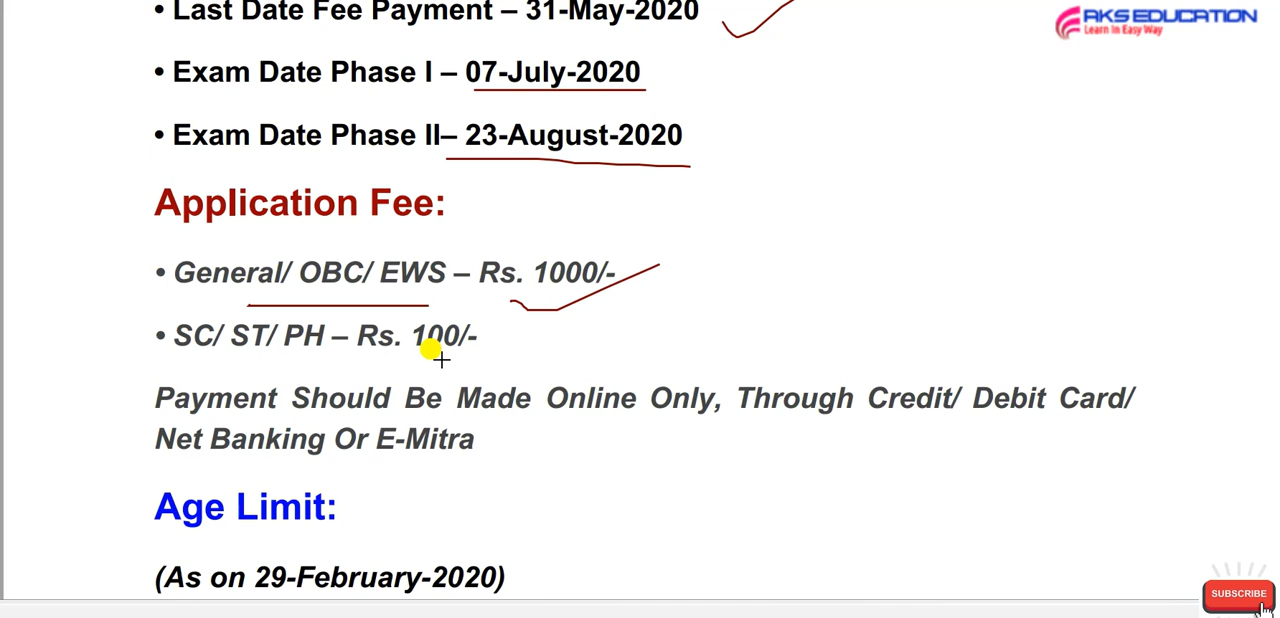 • Last Date Fee Payment – 31-May-2020
AKS EDUCATION
Learn In Easy Way
• Exam Date Phase I – 07-July-2020
• Exam Date Phase II– 23-August-2020
Application Fee:
• General/ OBC/ EWS – Rs. 1000/-
• SC/ ST/ PH – Rs. 100/-
Payment Should Be Made Online Only, Through Credit/ Debit Card/
Net Banking Or E-Mitra
Age Limit:
(As on 29-February-2020)
SUBSCRIBE